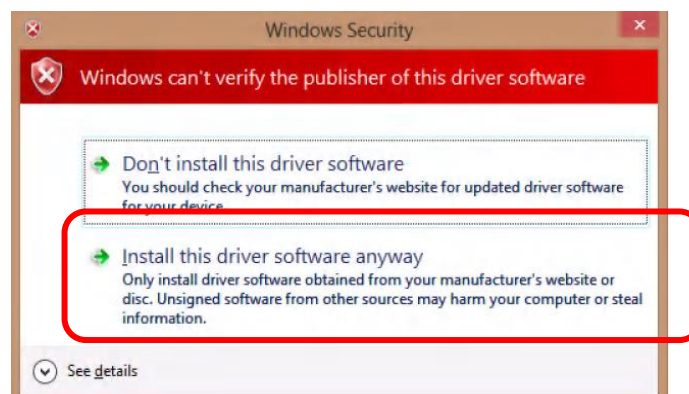 Windows Security
Windows can't verify the publisher of this driver software
Don't install this driver software
You should check your manufacturer's website for updated driver software
for your device.
Install this driver software anyway
Only install driver software obtained from your manufacturer's website or
disc. Unsigned software from other sources may harm your computer or steal
information.
See details